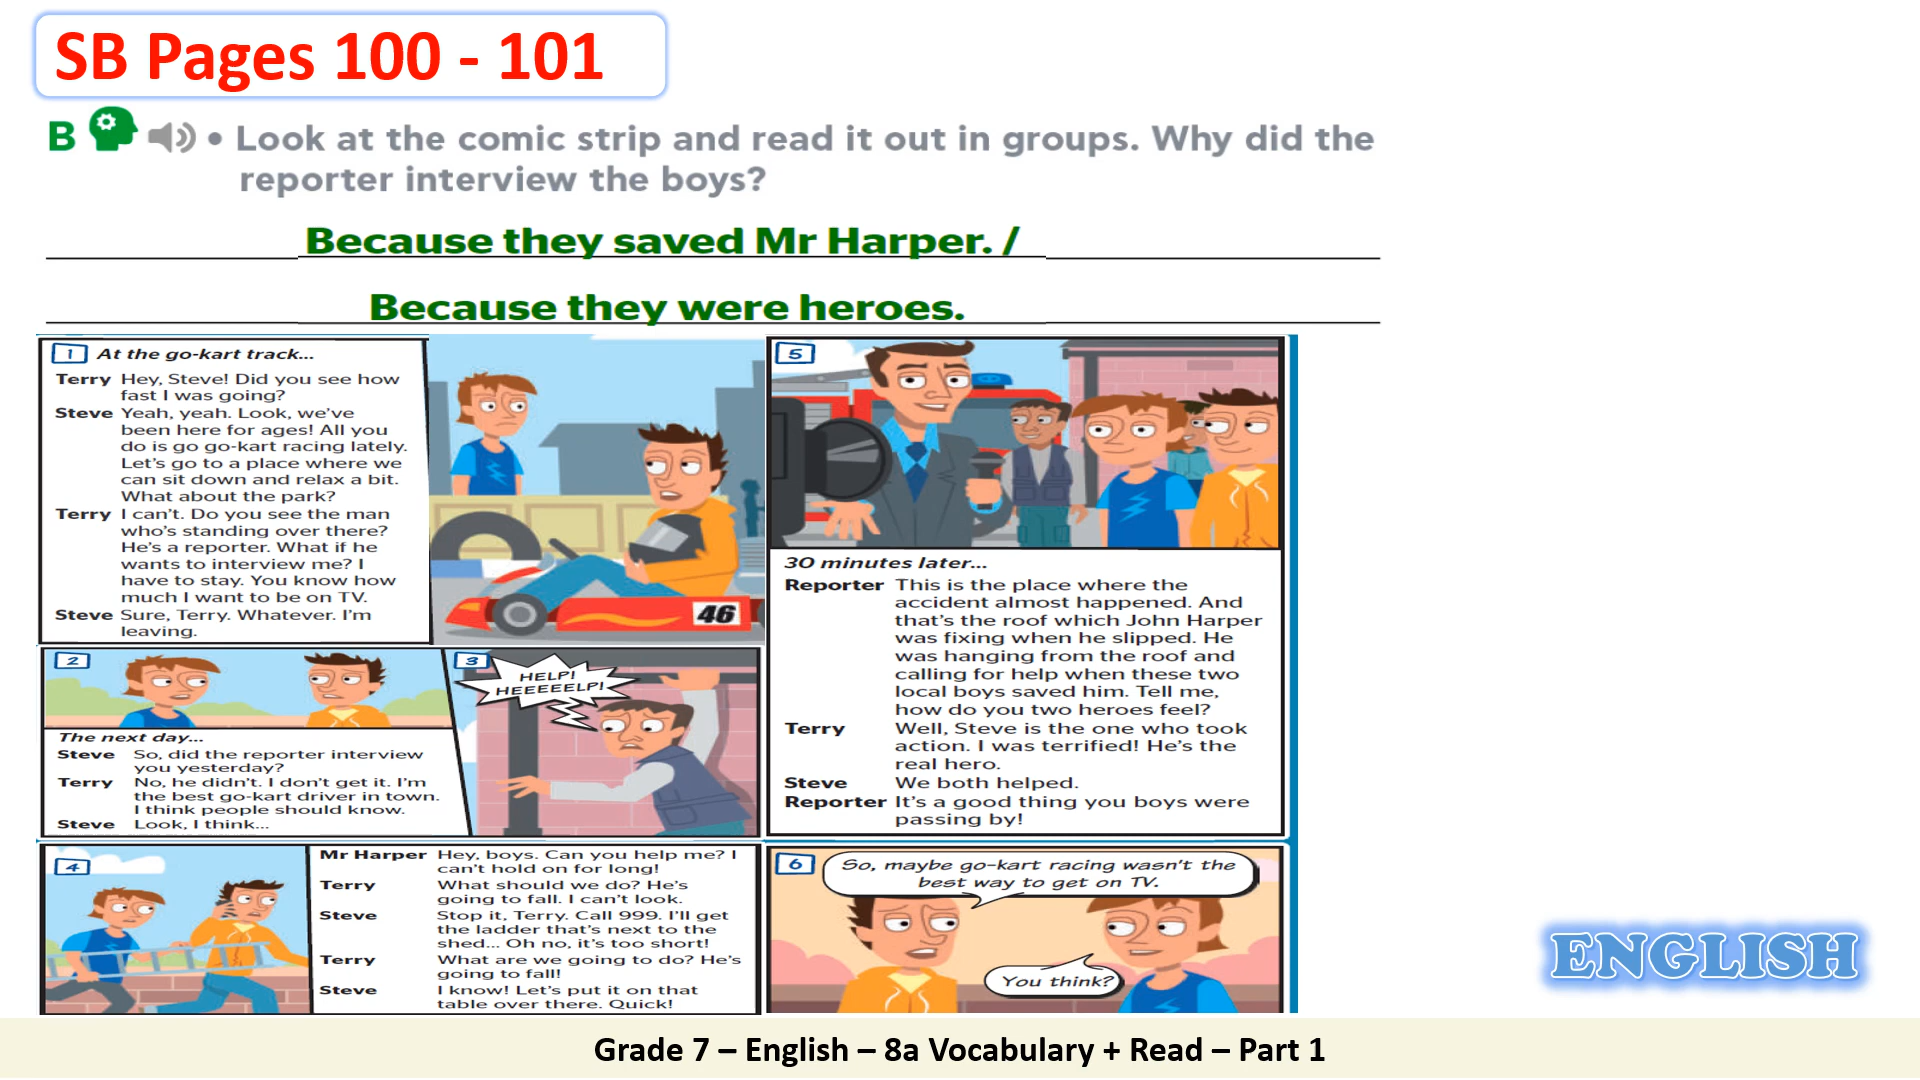 SB Pages 100 - 101
B • Look at the comic strip and read it out in groups. Why did the
reporter interview the boys?
Because they saved Mr Harper. /
Because they were heroes.
1 At the go-kart track...
Terry Hey, Steve! Did you see how
fast I was going?
Steve Yeah, yeah. Look, we've
been here for ages! All you
do is go go-kart racing lately.
Let's go to a place where we
can sit down and relax a bit.
What about the park?
Terry I can't. Do you see the man
who's standing over there?
He's a reporter. What if he
wants to interview me? I
have to stay. You know how
much I want to be on TV.
Steve Sure, Terry. Whatever. I'm
leaving.
46
2
The next day...
Steve So, did the reporter interview
you yesterday?
Terry No, he didn't. I don't get it. I'm
the best go-kart driver in town.
I think people should know.
Steve Look, I think...
3
HELP!
HEEEEELP!
4
Mr Harper Hey, boys. Can you help me? I
can't hold on for long!
Terry What should we do? He's
going to fall. I can't look.
Steve Stop it, Terry. Call 999. I'll get
the ladder that's next to the
shed... Oh no, it's too short!
Terry What are we going to do? He's
going to fall!
Steve I know! Let's put it on that
table over there. Quick!
5
30 minutes later...
Reporter This is the place where the
accident almost happened. And
that's the roof which John Harper
was fixing when he slipped. He
was hanging from the roof and
calling for help when these two
local boys saved him. Tell me,
how do you two heroes feel?
Terry Well, Steve is the one who took
action. I was terrified! He's the
real hero.
Steve We both helped.
Reporter It's a good thing you boys were
passing by!
6
So, maybe go-kart racing wasn't the
best way to get on TV.
You think?
ENGLISH
Grade 7 – English – 8a Vocabulary + Read – Part 1